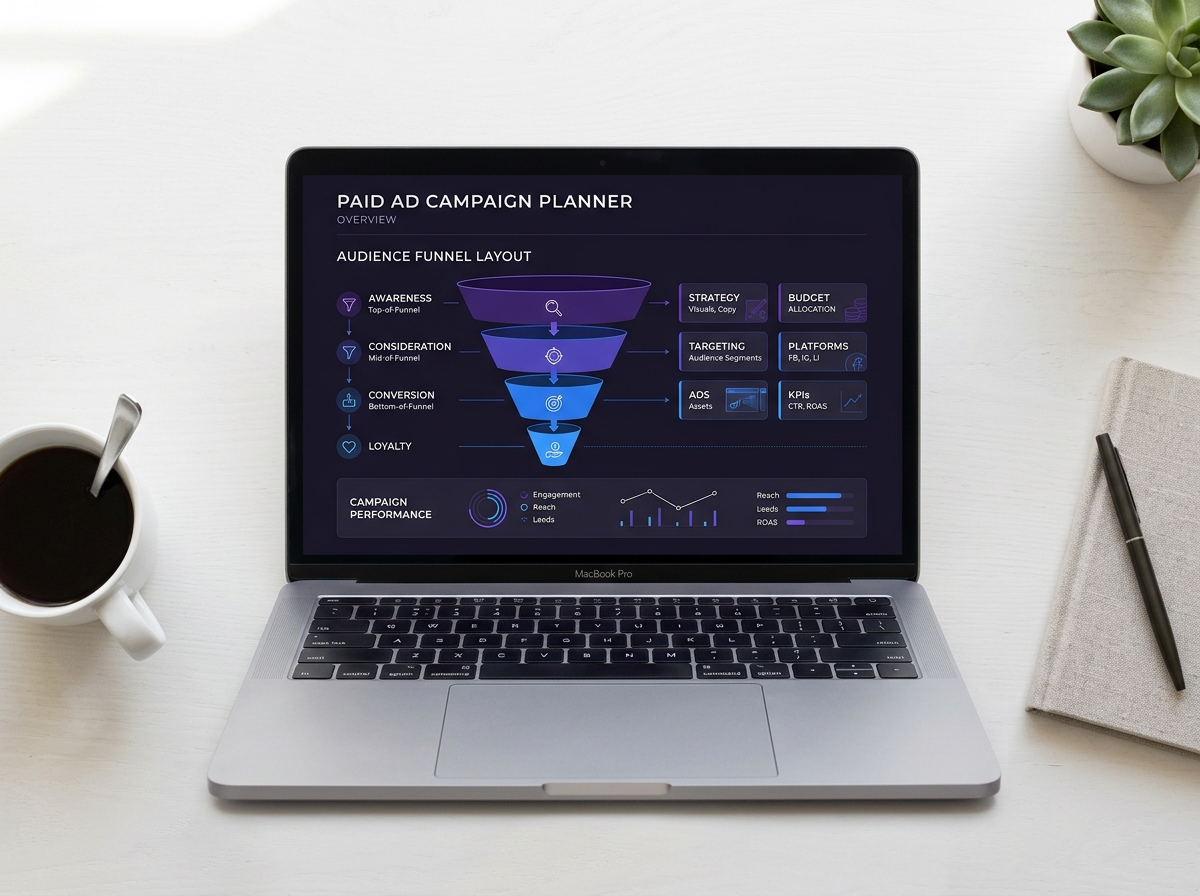 PAID AD CAMPAIGN PLANNER
OVERVIEW
AUDIENCE FUNNEL LAYOUT
AWARENESS
Top-of-Funnel
CONSIDERATION
Mid-of-Funnel
CONVERSION
Bettom-of-Funnel
LOYALTY
STRATEGY
Visuals, Copy
BUDGET
ALLOCATION
TARGETING
Audience Segments
PLATFORMS
FB, IG, LI
ADS
Assets
KPIs
CTR, ROAS
CAMPAIGN
PERFORMANCE
Engagement
Reach
Leeds
Reach
Leeds
ROAS
MacBook Pro